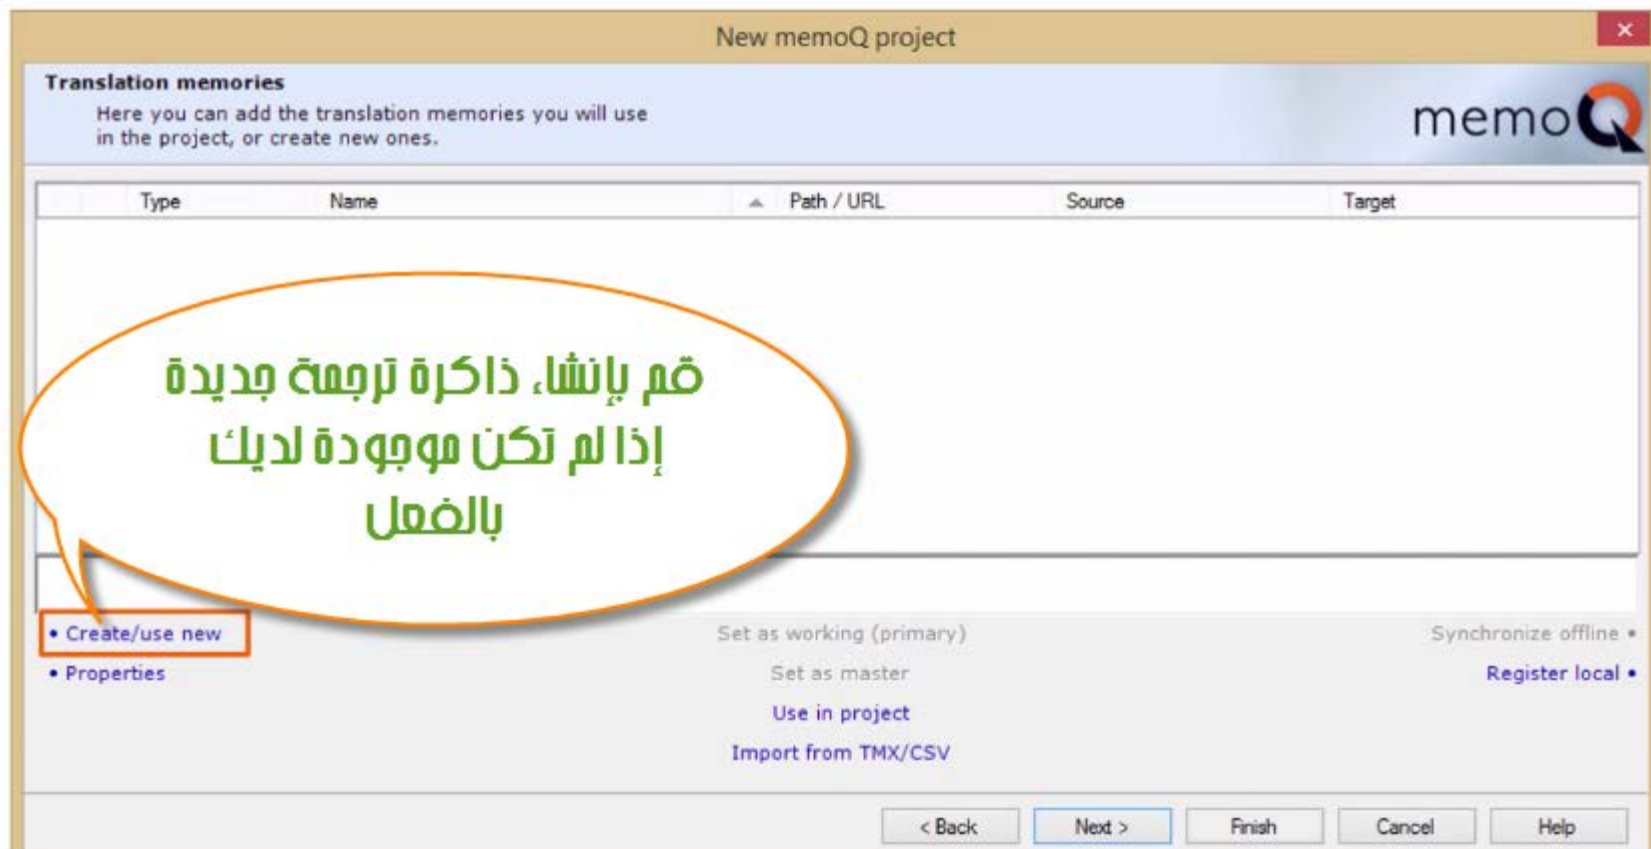 New memoQ project
Translation memories
Here you can add the translation memories you will use
in the project, or create new ones.
memoQ
Type Name Path / URL Source Target
قم بإنشاء ذاكرة ترجمة جديدة
إذا لم تكن موجودة لديك
بالفعل
• Create/use new Set as working (primary) Synchronize offline •
• Properties Set as master Register local •
Use in project
Import from TMX/CSV
< Back Next > Finish Cancel Help